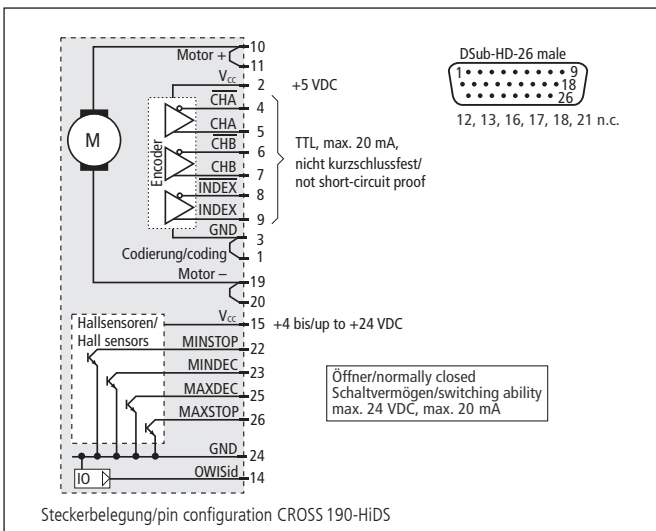 Motor +
10
11
DSub-HD-26 male
1
9
18
26
12, 13, 16, 17, 18, 21 n.c.
VCC
2
+5 VDC
CHA
4
CHA
5
CHB
6
CHB
7
INDEX
8
INDEX
9
GND
3
Codierung/coding
1
Encoder
M
TTL, max. 20 mA,
nicht kurzschlussfest/
not short-circuit proof
Motor –
19
20
VCC
15
+4 bis/up to +24 VDC
Hallsensoren/
Hall sensors
MINSTOP
22
MINDEC
23
MAXDEC
25
MAXSTOP
26
GND
24
OWISid
14
IO
Öffner/normally closed
Schaltvermögen/switching ability
max. 24 VDC, max. 20 mA
Steckerbelegung/pin configuration CROSS 190-HiDS